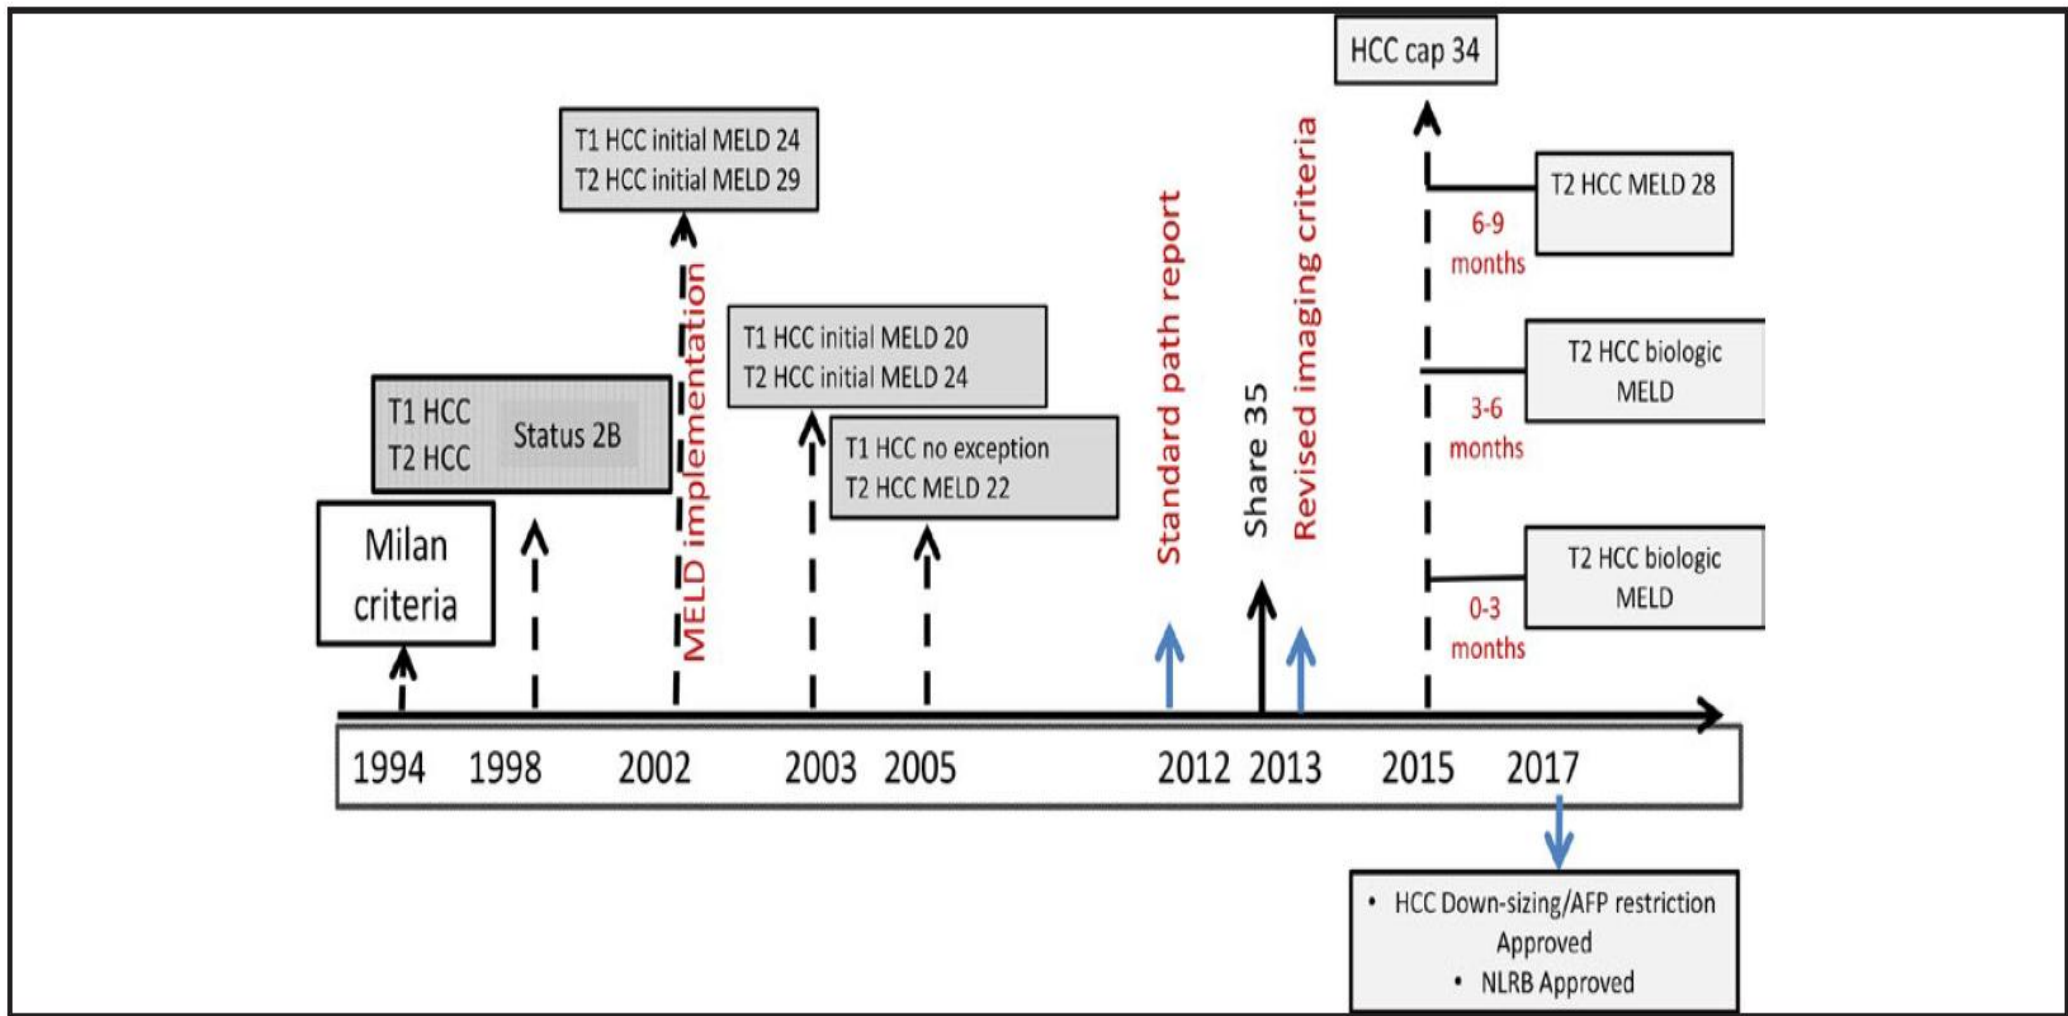 HCC cap 34
T1 HCC initial MELD 24
T2 HCC initial MELD 29
T2 HCC MELD 28
6-9
months
MELD implementation
T1 HCC initial MELD 20
T2 HCC initial MELD 24
Standard path report
Share 35
Revised imaging criteria
T2 HCC biologic
MELD
3-6
months
T1 HCC
T2 HCC
Status 2B
T1 HCC no exception
T2 HCC MELD 22
Milan
criteria
T2 HCC biologic
MELD
0-3
months
1994 1998 2002 2003 2005 2012 2013 2015 2017
• HCC Down-sizing/AFP restriction
Approved
• NLRB Approved